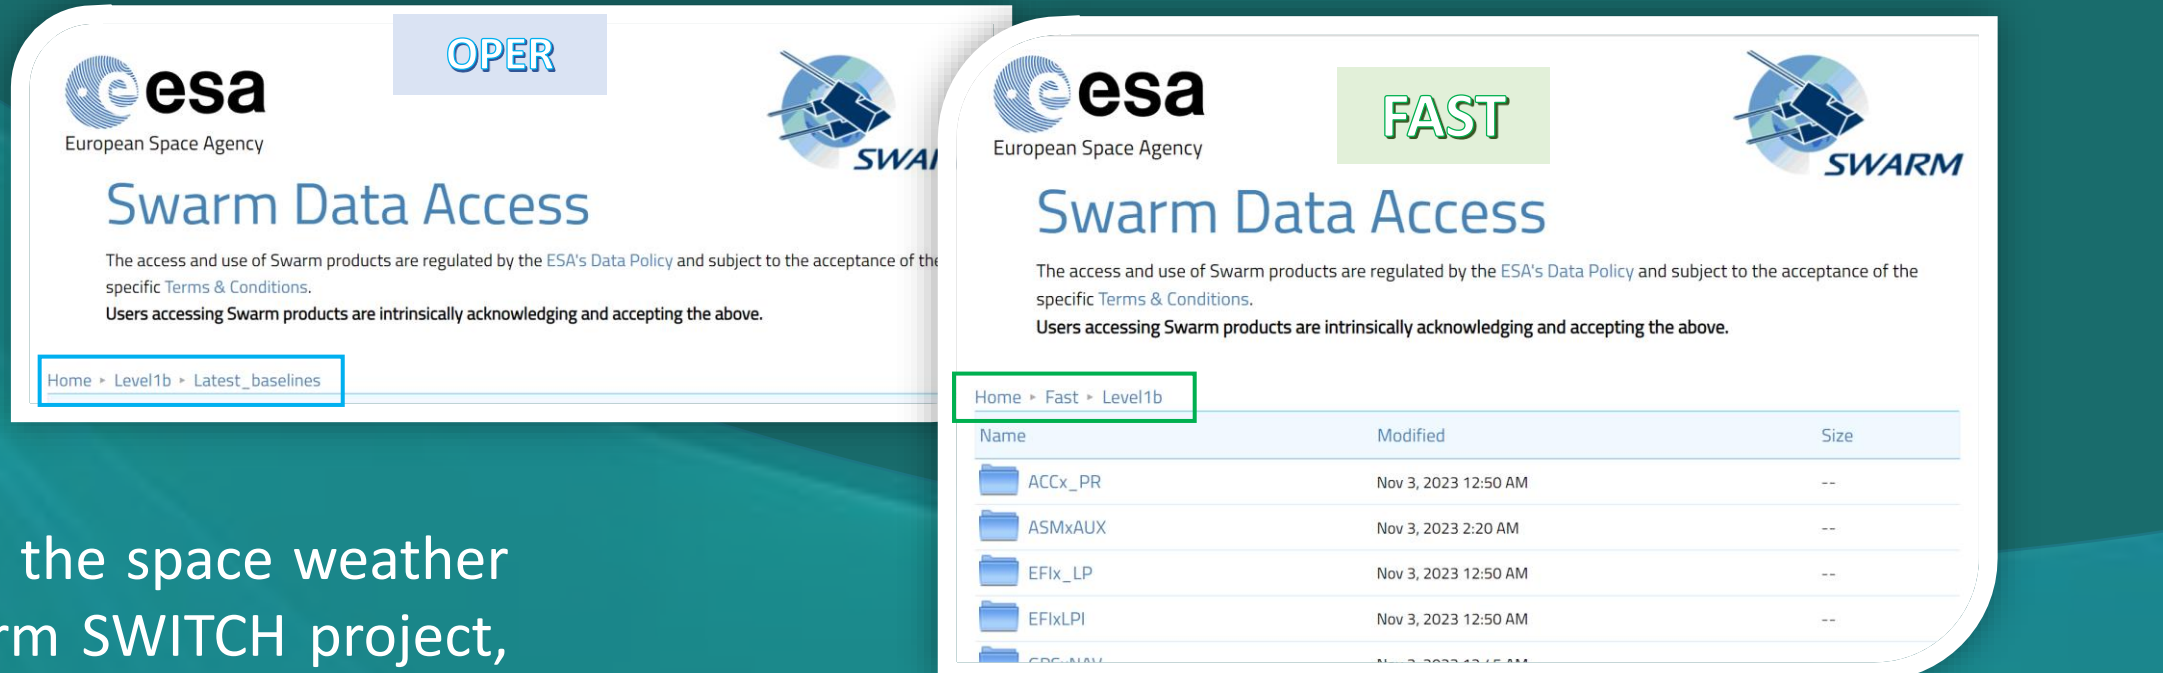 OPER
esa
European Space Agency
Swarm Data Access
The access and use of Swarm products are regulated by the ESA's Data Policy and subject to the acceptance of the
specific Terms & Conditions.
Users accessing Swarm products are intrinsically acknowledging and accepting the above.
Home ▸ Level1b ▸ Latest_baselines
FAST
esa
European Space Agency
SWARM
Swarm Data Access
The access and use of Swarm products are regulated by the ESA's Data Policy and subject to the acceptance of the
specific Terms & Conditions.
Users accessing Swarm products are intrinsically acknowledging and accepting the above.
Home ▸ Fast ▸ Level1b
Name Modified Size
ACCx_PR Nov 3, 2023 12:50 AM --
ASMxAUX Nov 3, 2023 2:20 AM --
EFIx_LP Nov 3, 2023 12:50 AM --
EFIxLPI Nov 3, 2023 12:50 AM --
the space weather
SWITCH project,